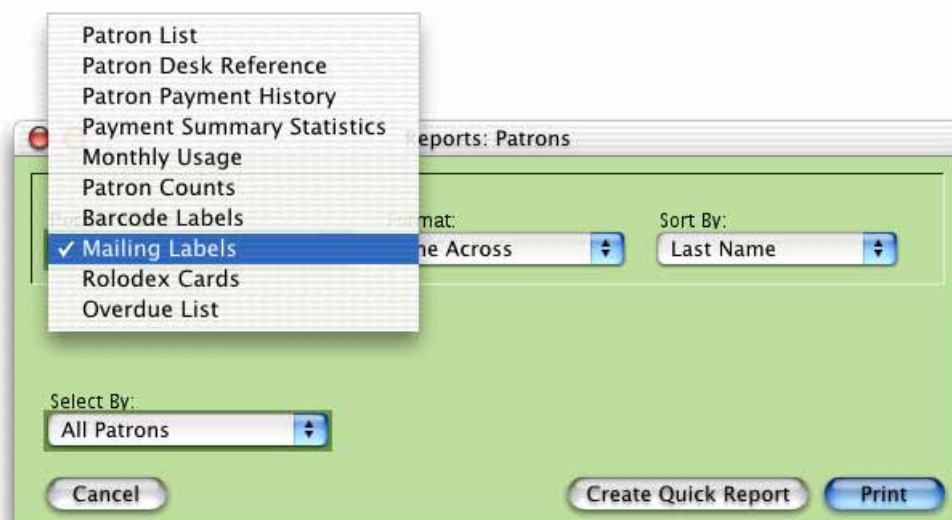 Patron List
Patron Desk Reference
Patron Payment History
Payment Summary Statistics
Monthly Usage
Patron Counts
Barcode Labels
✓ Mailing Labels
Rolodex Cards
Overdue List
eports: Patrons
mat:
Sort By:
ne Across
Last Name
Select By:
All Patrons
Cancel
Create Quick Report
Print